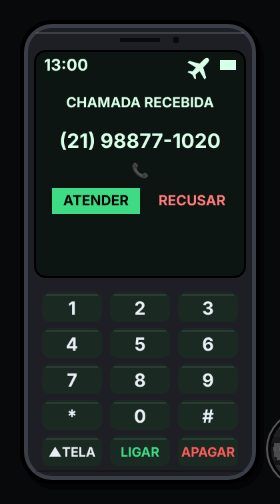 13:00
CHAMADA RECEBIDA
(21) 98877-1020
ATENDER RECUSAR
1 2 3
4 5 6
7 8 9
* 0 #
▲TELA LIGAR APAGAR